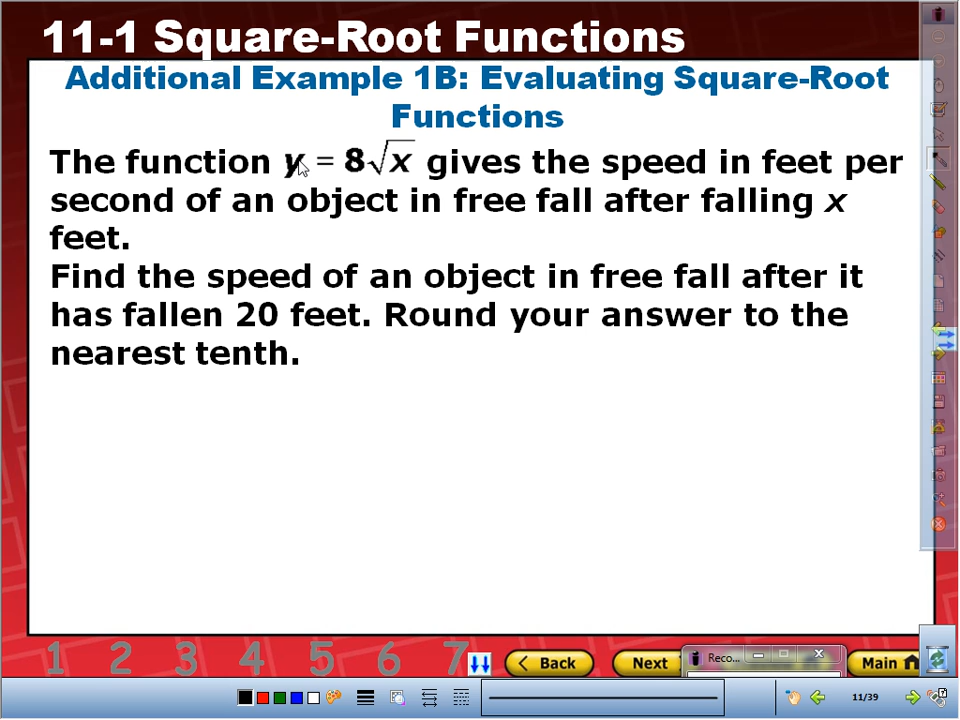 11-1 Square-Root Functions
Additional Example 1B: Evaluating Square-Root
Functions
The function y = 8√x gives the speed in feet per
second of an object in free fall after falling x
feet.
Find the speed of an object in free fall after it
has fallen 20 feet. Round your answer to the
nearest tenth.
1 2 3 4 5 6 7
< Back Next Reco... Main
11/39